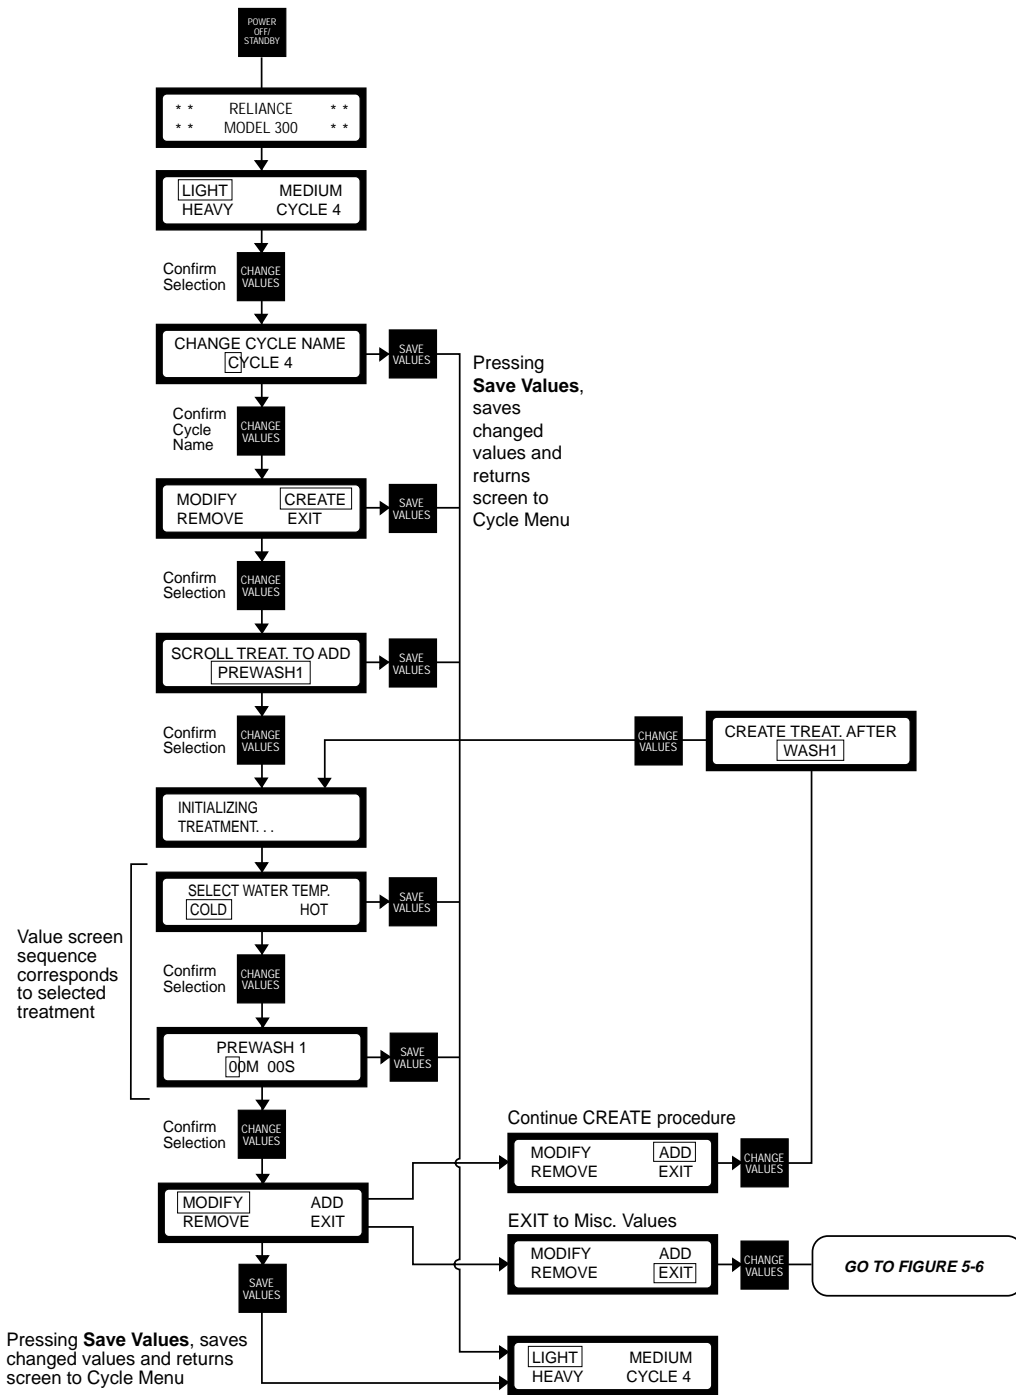 POWER
OFF/
STANDBY
* * RELIANCE * *
* * MODEL 300 * *
LIGHT MEDIUM
HEAVY CYCLE 4
Confirm
Selection
CHANGE
VALUES
CHANGE CYCLE NAME
CYCLE 4
SAVE
VALUES
Pressing
Save Values,
saves
changed
values and
returns
screen to
Cycle Menu
Confirm
Cycle
Name
CHANGE
VALUES
MODIFY CREATE
REMOVE EXIT
SAVE
VALUES
Confirm
Selection
CHANGE
VALUES
SCROLL TREAT. TO ADD
PREWASH1
SAVE
VALUES
Confirm
Selection
CHANGE
VALUES
CHANGE
VALUES
CREATE TREAT. AFTER
WASH1
INITIALIZING
TREATMENT. . .
SELECT WATER TEMP.
COLD HOT
SAVE
VALUES
Value screen
sequence
corresponds
to selected
treatment
Confirm
Selection
CHANGE
VALUES
PREWASH 1
00M 00S
SAVE
VALUES
Confirm
Selection
CHANGE
VALUES
Continue CREATE procedure
MODIFY ADD
REMOVE EXIT
CHANGE
VALUES
MODIFY ADD
REMOVE EXIT
EXIT to Misc. Values
MODIFY ADD
REMOVE EXIT
CHANGE
VALUES
GO TO FIGURE 5-6
SAVE
VALUES
Pressing Save Values, saves
changed values and returns
screen to Cycle Menu
LIGHT MEDIUM
HEAVY CYCLE 4